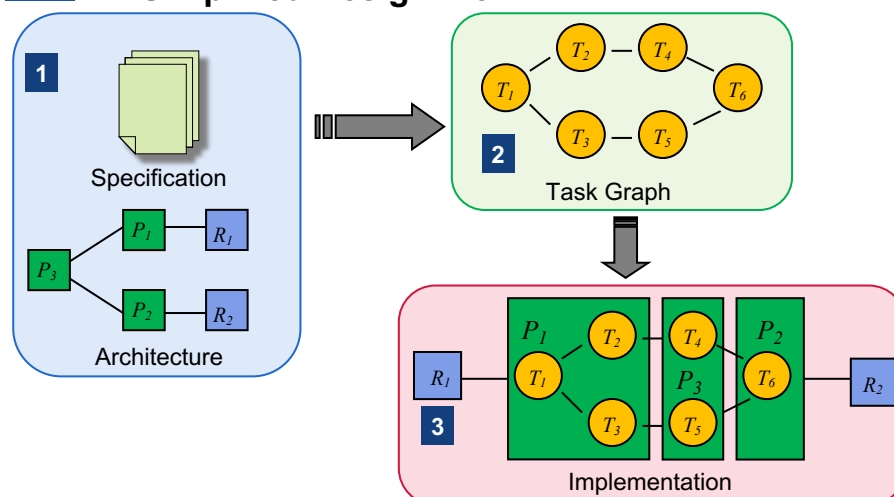 1
Specification
P1
R1
P3
P2
R2
Architecture
T2
T4
T1
T6
T3
T5
2
Task Graph
P1
P2
T2
T4
R1
T1
P3
T6
R2
3
T3
T5
Implementation